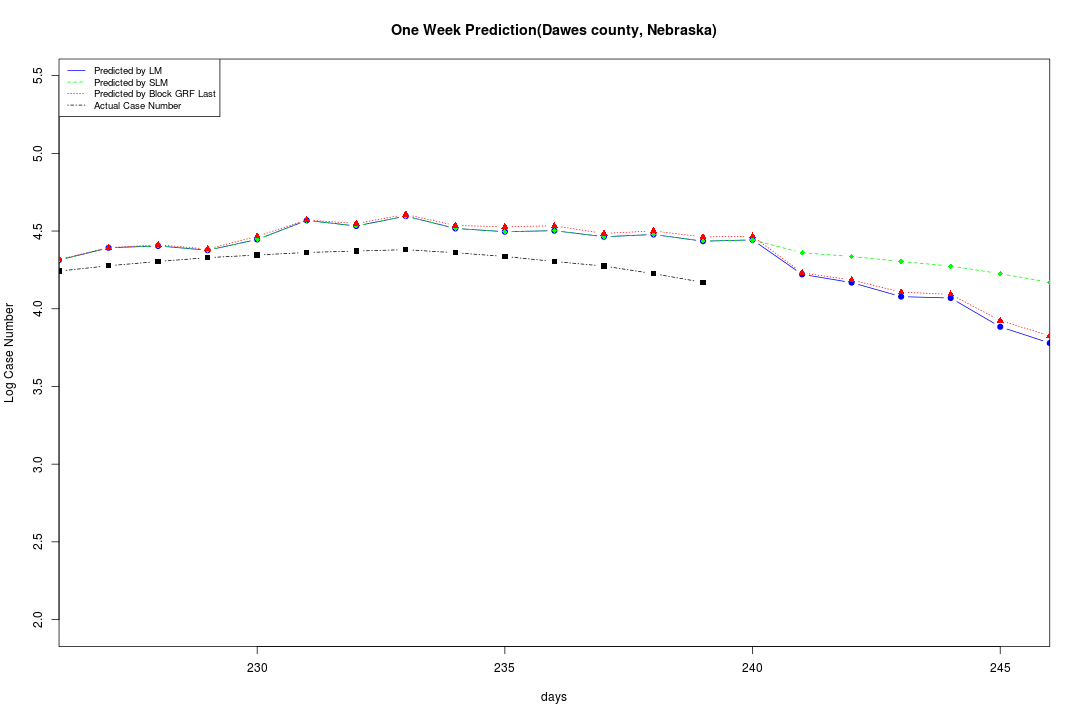 One Week Prediction(Dawes county, Nebraska)
Predicted by LM
Predicted by SLM
Predicted by Block GRF Last
Actual Case Number
5.5
5.0
4.5
4.0
3.5
3.0
2.5
2.0
Log Case Number
230
235
240
245
days